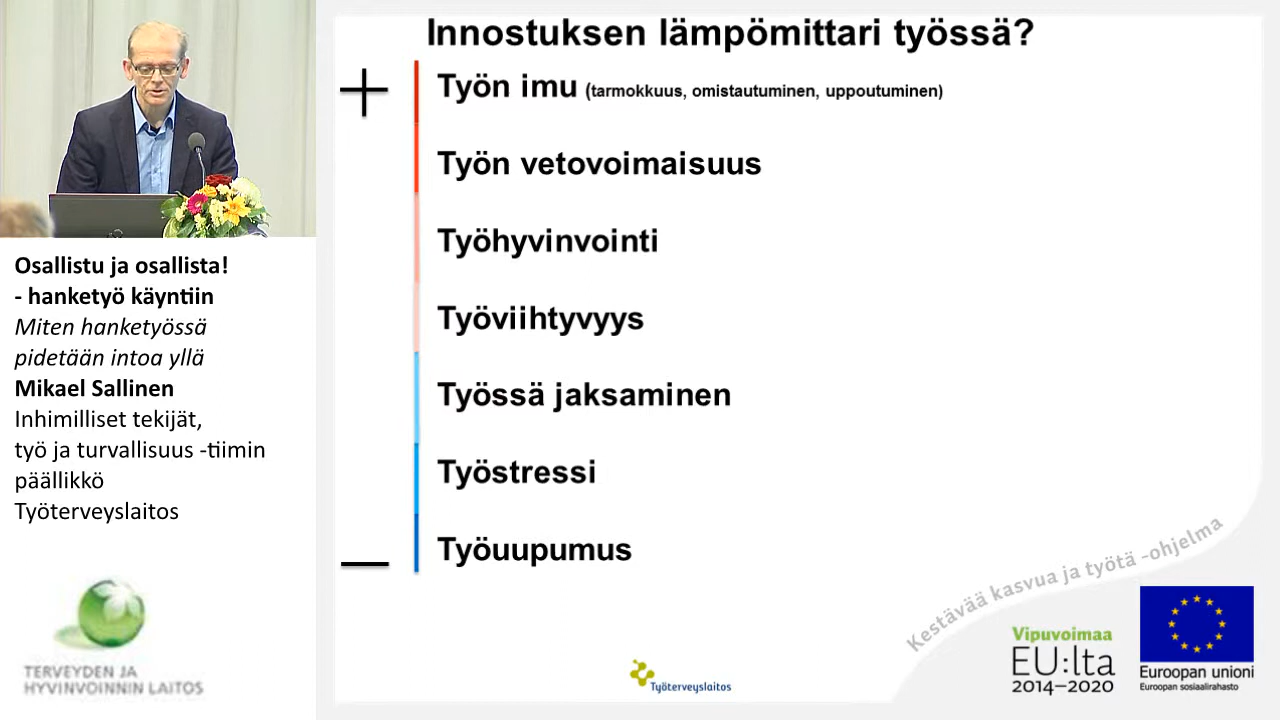 Osallistu ja osallista!
- hanketyö käyntiin
Miten hanketyössä
pidetään intoa yllä
Mikael Sallinen
Inhimilliset tekijät,
työ ja turvallisuus -tiimin
päällikkö
Työterveyslaitos
TERVEYDEN JA
HYVINVOINNIN LAITOS
Innostuksen lämpömittari työssä?
+
Työn imu (tarmokkuus, omistautuminen, uppoutuminen)
Työn vetovoimaisuus
Työhyvinvointi
Työviihtyvyys
Työssä jaksaminen
Työstressi
Työuupumus
—
Työterveyslaitos
Kestävää kasvua ja työtä -ohjelma
Vipuvoimaa
EU:lta
2014–2020
Euroopan unioni
Euroopan sosiaalirahasto